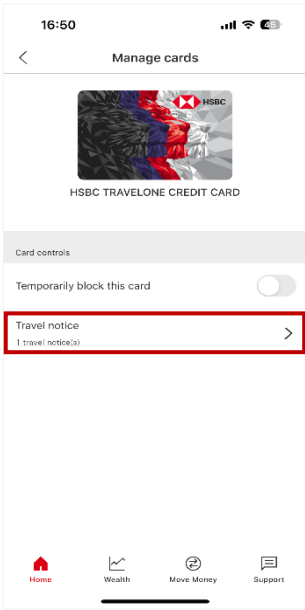 16:50
45
Manage cards
HSBC
HSBC TRAVELONE CREDIT CARD
Card controls
Temporarily block this card
Travel notice
1 travel notice(s)
Home Wealth Move Money Support